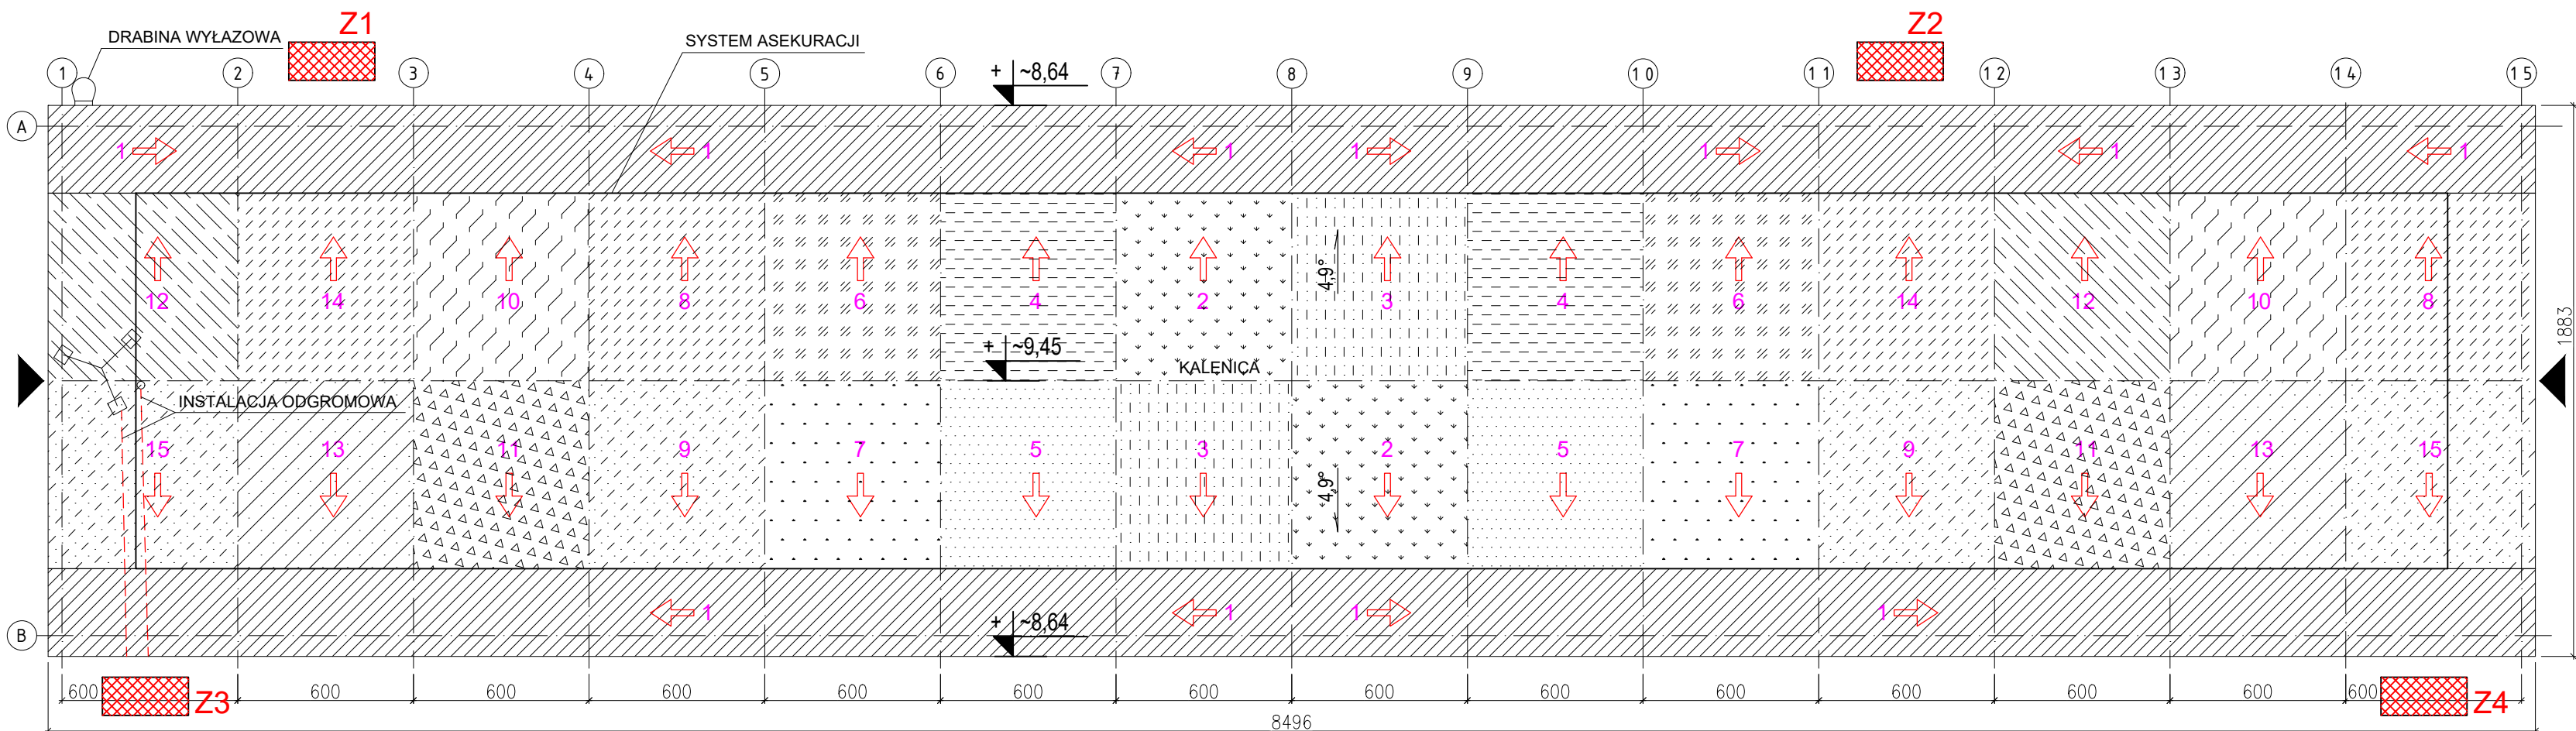 Z1
Z2
DRABINA WYŁAZOWA
SYSTEM ASEKURACJI
1 2 3 4 5 6 7 8 9 10 11 12 13 14 15
+ ~8,64
A
1 1 1 1 1 1 1
12 14 10 8 6 4 2 3 4 6 14 12 10 8
4,9°
1883
+ ~9,45
KALENICA
INSTALACJA ODGROMOWA
15 13 11 9 7 5 3 2 5 7 9 11 13 15
4,9°
1 1 1 1
+ ~8,64
B
600 600 600 600 600 600 600 600 600 600 600 600 600 600
Z3
Z4
8496